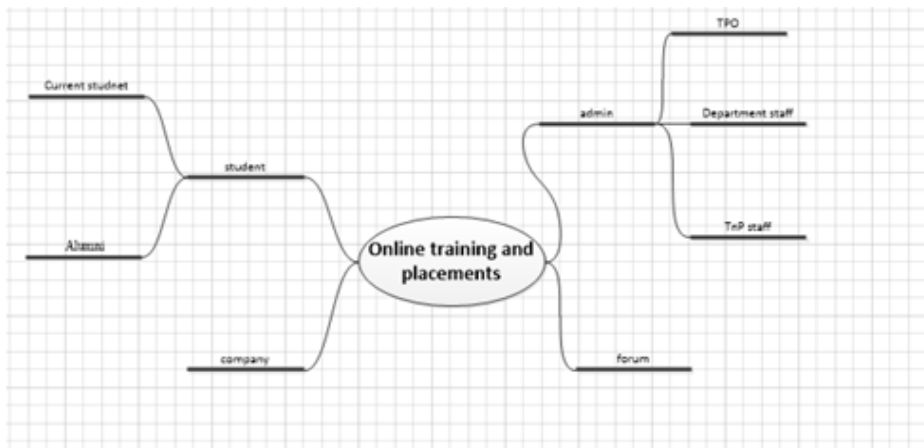 TPO
Current studnet
admin
Department staff
student
TnP staff
Alumni
Online training and
placements
company
forum